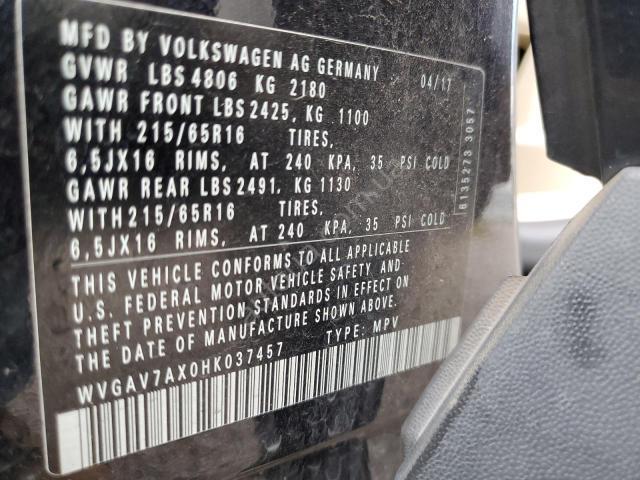 MFD BY VOLKSWAGEN AG GERMANY 04/17
GVWR LBS 4806 KG 2180
GAWR FRONT LBS 2425, KG 1100
WITH 215/65R16 TIRES,
6,5JX16 RIMS, AT 240 KPA, 35 PSI COLD
GAWR REAR LBS 2491, KG 1130
WITH 215/65R16 TIRES,
6,5JX16 RIMS, AT 240 KPA, 35 PSI COLD
THIS VEHICLE CONFORMS TO ALL APPLICABLE
U.S. FEDERAL MOTOR VEHICLE SAFETY AND
THEFT PREVENTION STANDARDS IN EFFECT ON
THE DATE OF MANUFACTURE SHOWN ABOVE.
WVGAV7AX0HK037457 TYPE: MPV
6135273 3057